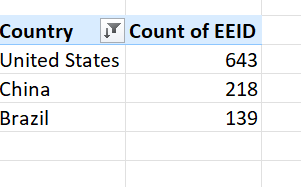 Country Count of EEID
United States 643
China 218
Brazil 139